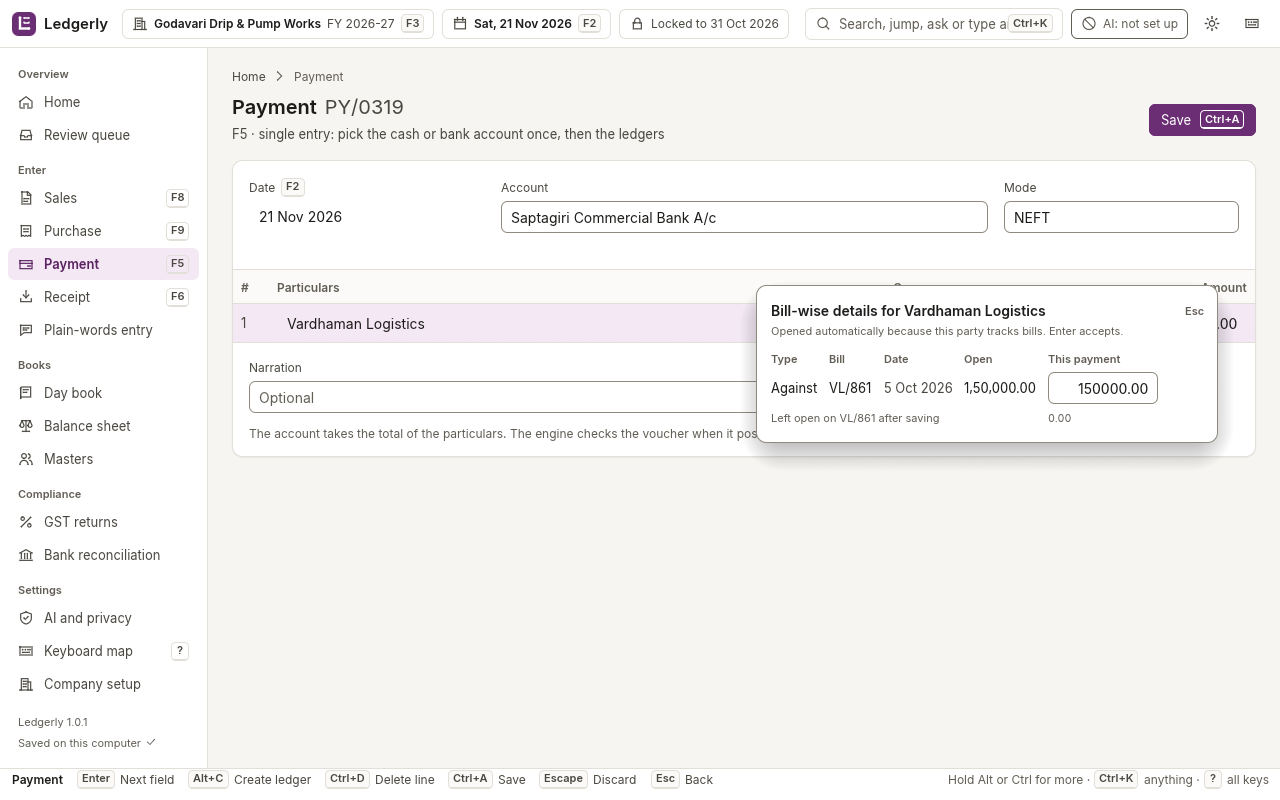 Ledgerly
Godavari Drip & Pump Works FY 2026-27 F3
Sat, 21 Nov 2026 F2
Locked to 31 Oct 2026
Search, jump, ask or type a Ctrl+K
AI: not set up
Overview
Home
Review queue
Enter
Sales F8
Purchase F9
Payment F5
Receipt F6
Plain-words entry
Books
Day book
Balance sheet
Masters
Compliance
GST returns
Bank reconciliation
Settings
AI and privacy
Keyboard map ?
Company setup
Ledgerly 1.0.1
Saved on this computer
Home > Payment
Payment PY/0319
F5 · single entry: pick the cash or bank account once, then the ledgers
Save Ctrl+A
Date F2
21 Nov 2026
Account
Saptagiri Commercial Bank A/c
Mode
NEFT
# Particulars
1 Vardhaman Logistics .00
Narration
Optional
The account takes the total of the particulars. The engine checks the voucher when it
Bill-wise details for Vardhaman Logistics Esc
Opened automatically because this party tracks bills. Enter accepts.
Type Bill Date Open This payment
Against VL/861 5 Oct 2026 1,50,000.00 150000.00
Left open on VL/861 after saving 0.00
Payment Enter Next field Alt+C Create ledger Ctrl+D Delete line Ctrl+A Save Escape Discard Esc Back
Hold Alt or Ctrl for more · Ctrl+K anything · ? all keys